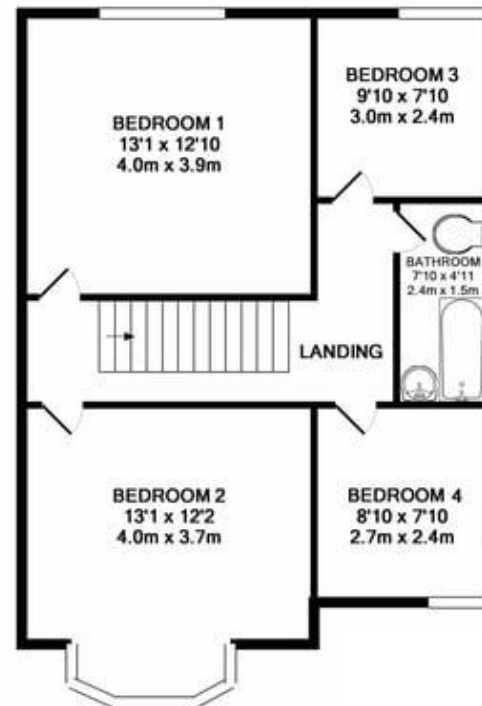 BEDROOM 1
13'1 x 12'10
4.0m x 3.9m
BEDROOM 3
9'10 x 7'10
3.0m x 2.4m
BATHROOM
7'10 x 4'11
2.4m x 1.5m
LANDING
BEDROOM 2
13'1 x 12'2
4.0m x 3.7m
BEDROOM 4
8'10 x 7'10
2.7m x 2.4m